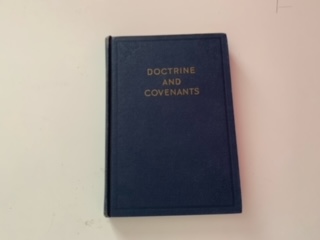 DOCTRINE
AND
COVENANTS